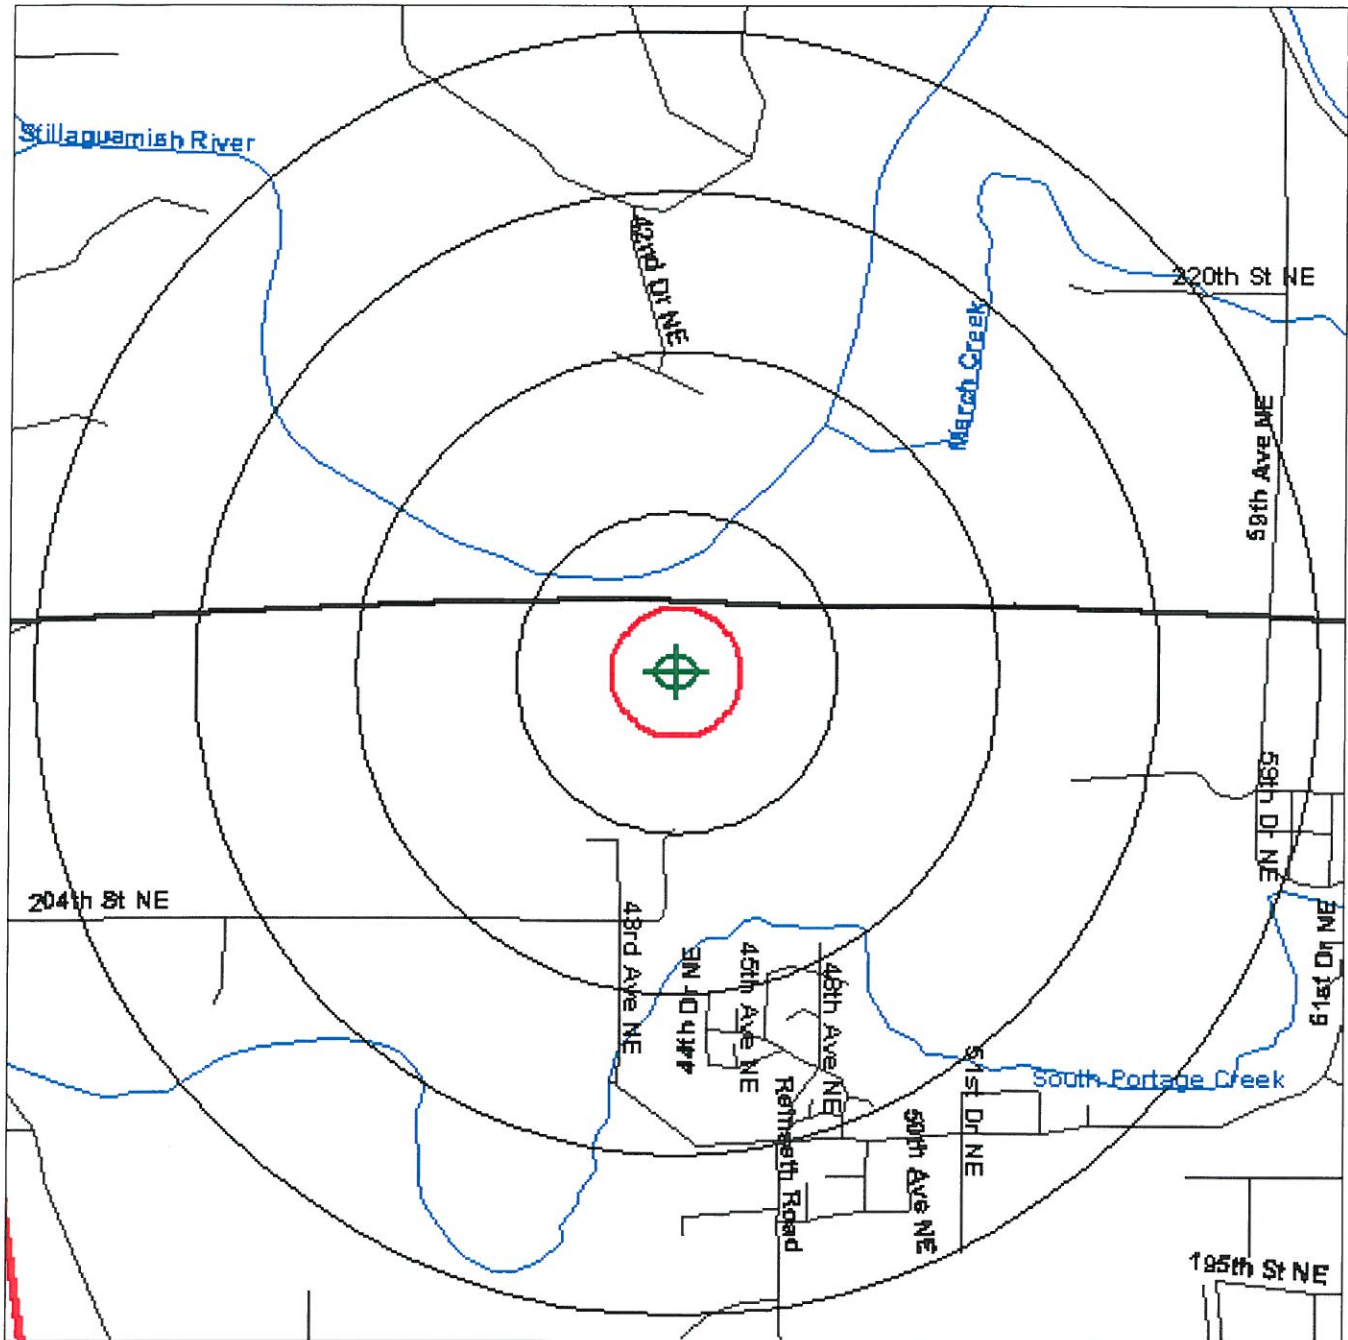 Stillaguamish River
42nd Dr NE
220th St NE
March Creek
59th Ave NE
59th Dr NE
204th St NE
43rd Ave NE
44th Dr NE
45th Ave NE
48th Ave NE
61st Dr NE
51st Dr NE
South Portage Creek
50th Ave NE
Road
195th St NE